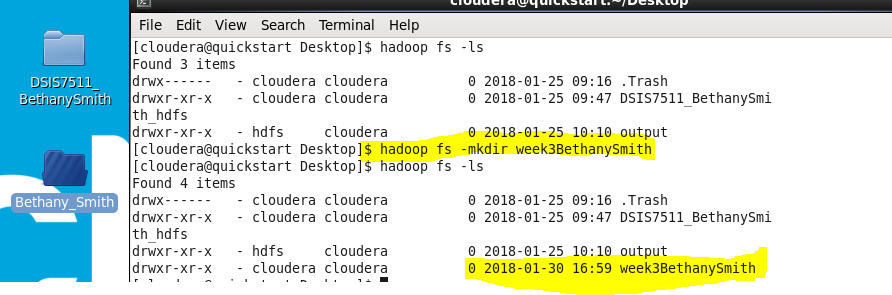 cloudera@quickstart:~/Desktop
File Edit View Search Terminal Help
[cloudera@quickstart Desktop]$ hadoop fs -ls
Found 3 items
drwx------   - cloudera cloudera          0 2018-01-25 09:16 .Trash
drwxr-xr-x   - cloudera cloudera          0 2018-01-25 09:47 DSIS7511_BethanySmi
th_hdfs
drwxr-xr-x   - hdfs     cloudera          0 2018-01-25 10:10 output
[cloudera@quickstart Desktop]$ hadoop fs -mkdir week3BethanySmith
[cloudera@quickstart Desktop]$ hadoop fs -ls
Found 4 items
drwx------   - cloudera cloudera          0 2018-01-25 09:16 .Trash
drwxr-xr-x   - cloudera cloudera          0 2018-01-25 09:47 DSIS7511_BethanySmi
th_hdfs
drwxr-xr-x   - hdfs     cloudera          0 2018-01-25 10:10 output
drwxr-xr-x   - cloudera cloudera          0 2018-01-30 16:59 week3BethanySmith
DSIS7511_
BethanySmith
Bethany_Smith